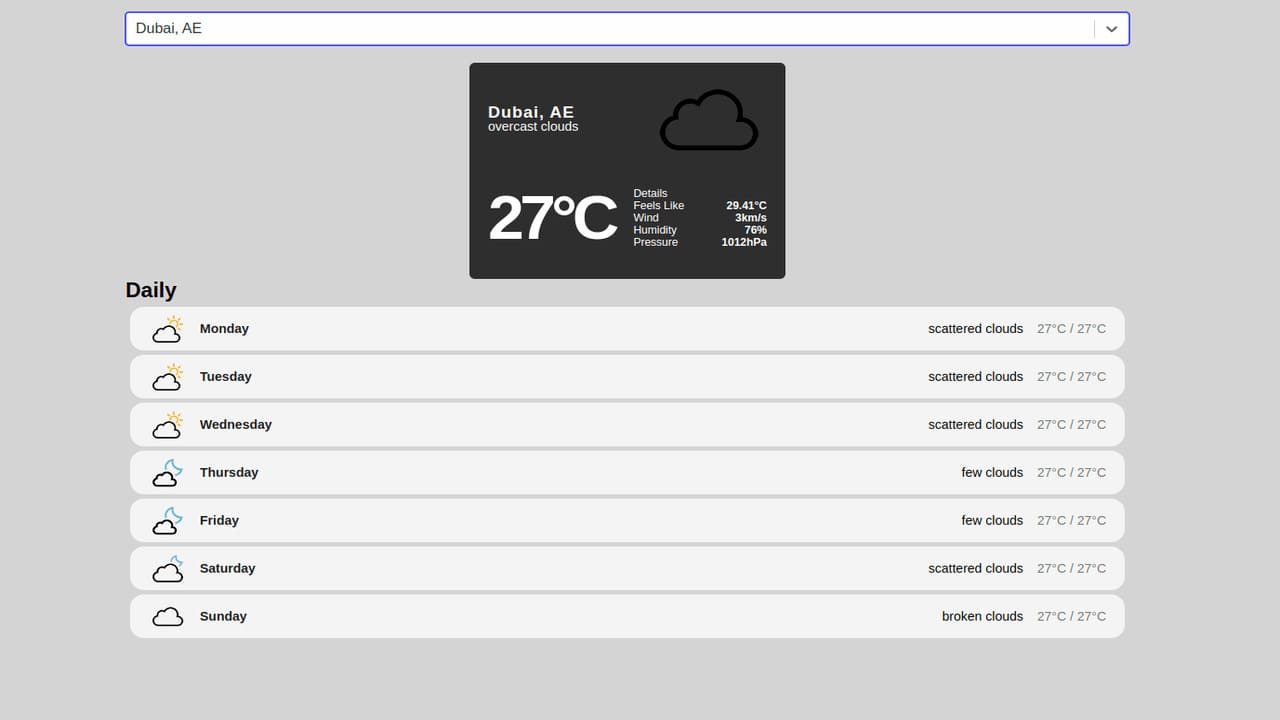 Dubai, AE
Dubai, AE
overcast clouds
27°C
Details
Feels Like 29.41°C
Wind 3km/s
Humidity 76%
Pressure 1012hPa
Daily
Monday scattered clouds 27°C / 27°C
Tuesday scattered clouds 27°C / 27°C
Wednesday scattered clouds 27°C / 27°C
Thursday few clouds 27°C / 27°C
Friday few clouds 27°C / 27°C
Saturday scattered clouds 27°C / 27°C
Sunday broken clouds 27°C / 27°C